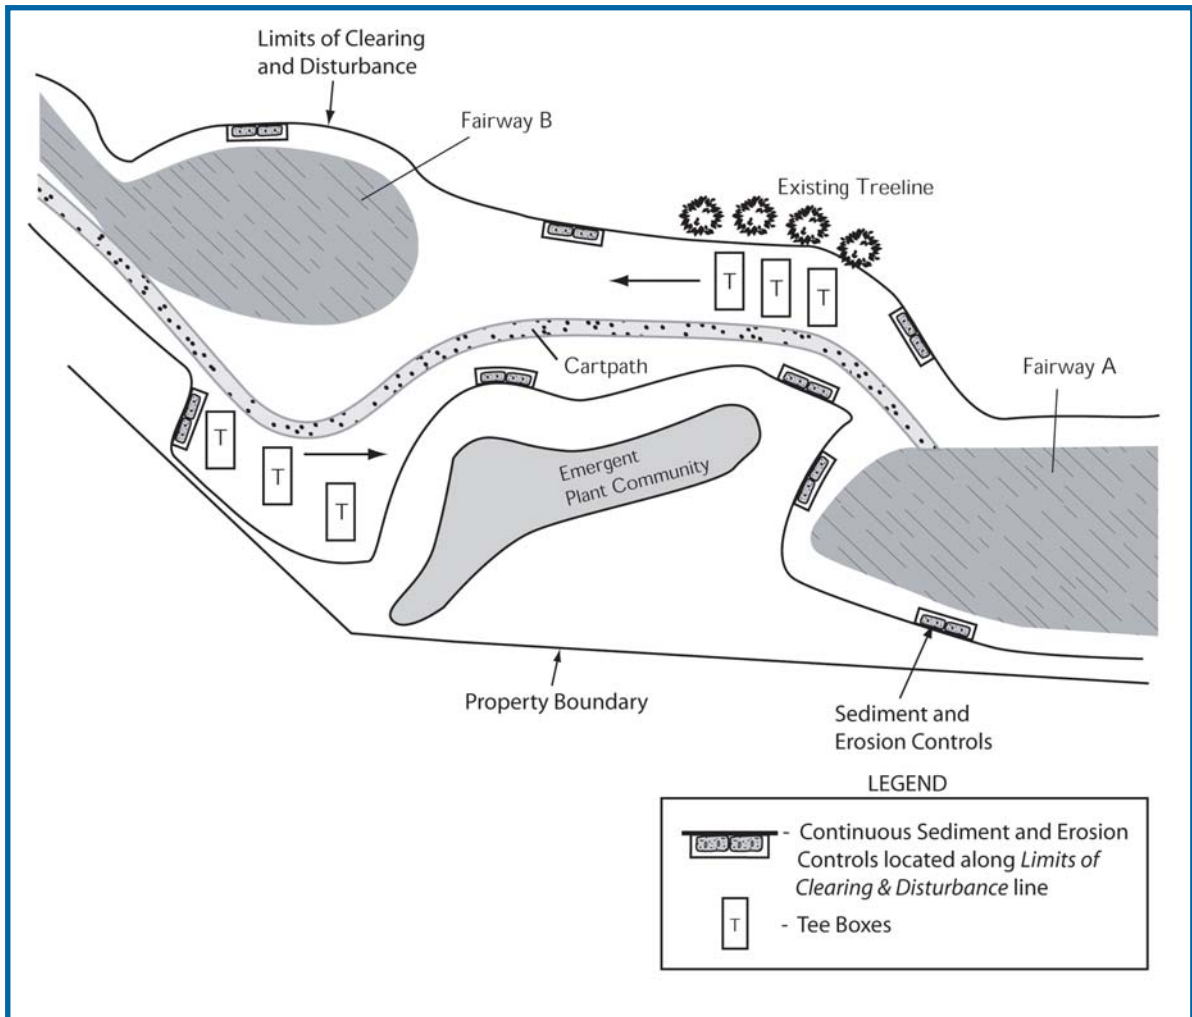 Limits of Clearing
and Disturbance
Fairway B
Existing Treeline
T
T
T
Cartpath
Fairway A
T
T
T
Emergent
Plant Community
Property Boundary
Sediment and
Erosion Controls
LEGEND
- Continuous Sediment and Erosion
Controls located along Limits of
Clearing & Disturbance line
T
- Tee Boxes